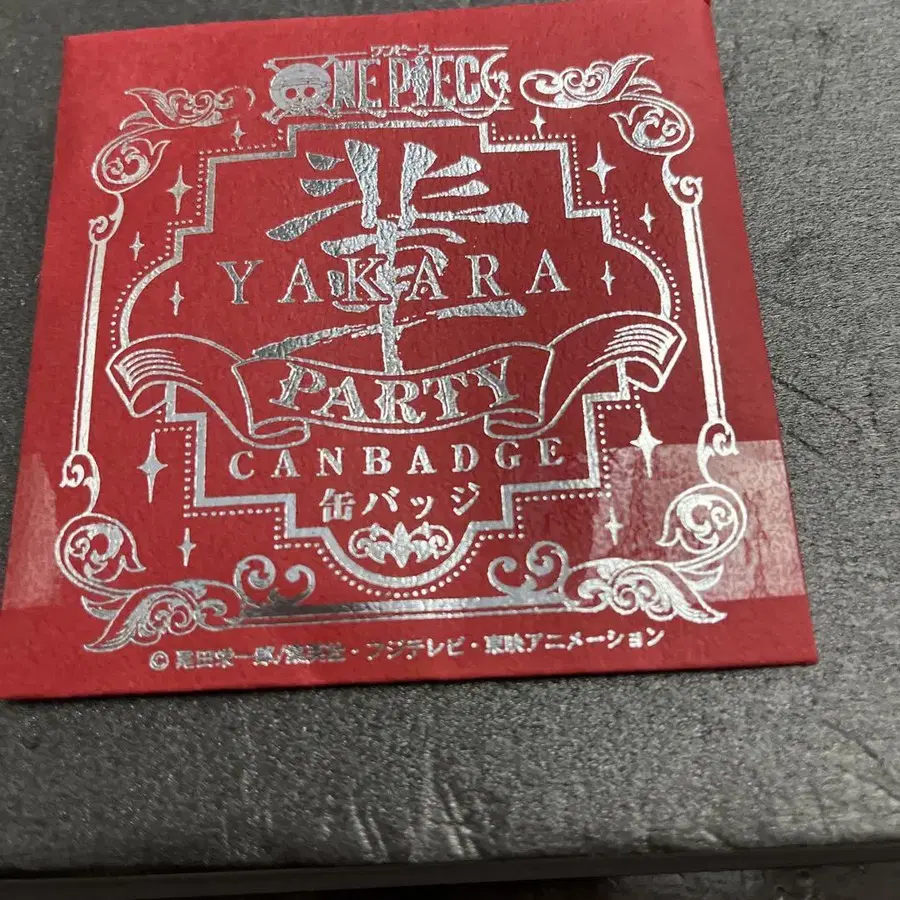 ワンピース
ONE PIECE
YAKARA
PARTY
CANBADGE
缶バッジ
© 尾田栄一郎/集英社・フジテレビ・東映アニメーション